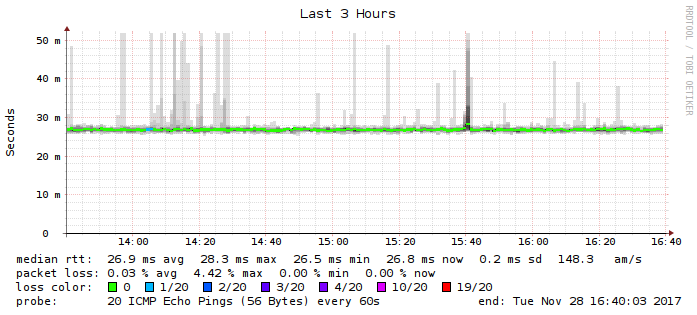 Last 3 Hours
RRDTOOL / TOBI OETIKER
Seconds
50 m
40 m
30 m
20 m
10 m
0
14:00 14:20 14:40 15:00 15:20 15:40 16:00 16:20 16:40
median rtt: 26.9 ms avg 28.3 ms max 26.5 ms min 26.8 ms now 0.2 ms sd 148.3 am/s
packet loss: 0.03 % avg 4.42 % max 0.00 % min 0.00 % now
loss color: 0 1/20 2/20 3/20 4/20 10/20 19/20
probe: 20 ICMP Echo Pings (56 Bytes) every 60s end: Tue Nov 28 16:40:03 2017